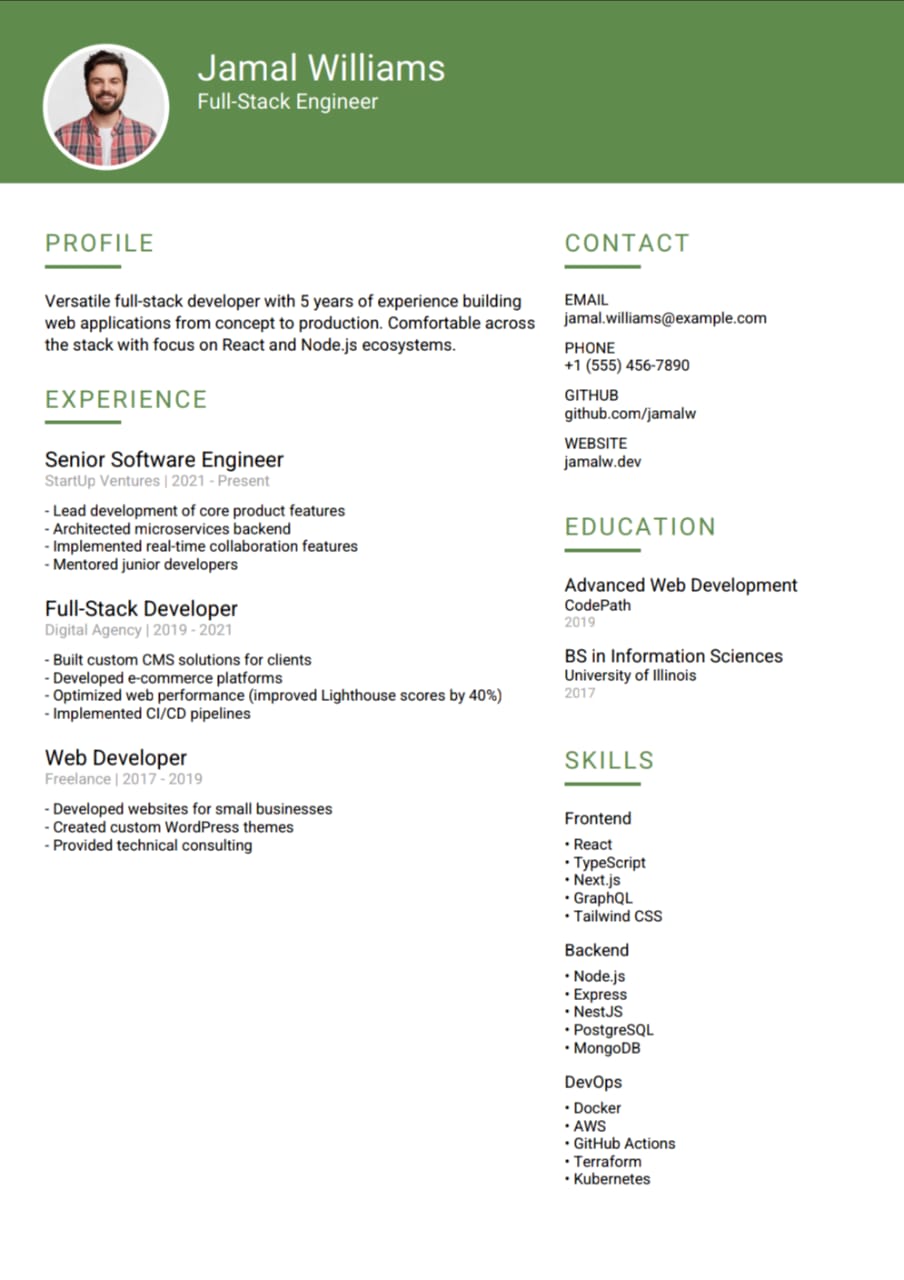 Jamal Williams
Full-Stack Engineer
PROFILE
Versatile full-stack developer with 5 years of experience building
web applications from concept to production. Comfortable across
the stack with focus on React and Node.js ecosystems.
EXPERIENCE
Senior Software Engineer
StartUp Ventures | 2021 - Present
- Lead development of core product features
- Architected microservices backend
- Implemented real-time collaboration features
- Mentored junior developers
Full-Stack Developer
Digital Agency | 2019 - 2021
- Built custom CMS solutions for clients
- Developed e-commerce platforms
- Optimized web performance (improved Lighthouse scores by 40%)
- Implemented CI/CD pipelines
Web Developer
Freelance | 2017 - 2019
- Developed websites for small businesses
- Created custom WordPress themes
- Provided technical consulting
CONTACT
EMAIL
jamal.williams@example.com
PHONE
+1 (555) 456-7890
GITHUB
github.com/jamalw
WEBSITE
jamalw.dev
EDUCATION
Advanced Web Development
CodePath
2019
BS in Information Sciences
University of Illinois
2017
SKILLS
Frontend
• React
• TypeScript
• Next.js
• GraphQL
• Tailwind CSS
Backend
• Node.js
• Express
• NestJS
• PostgreSQL
• MongoDB
DevOps
• Docker
• AWS
• GitHub Actions
• Terraform
• Kubernetes